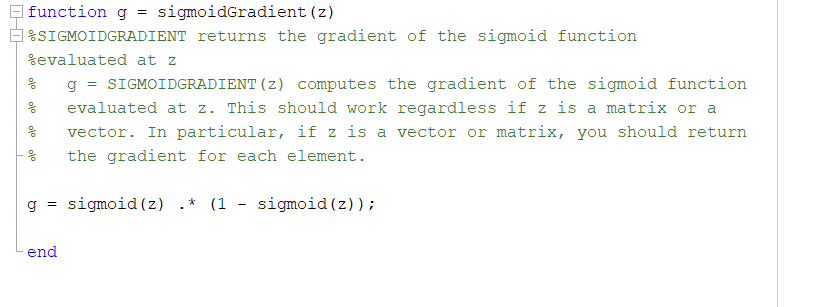 function g = sigmoidGradient(z)
%SIGMOIDGRADIENT returns the gradient of the sigmoid function
%evaluated at z
%   g = SIGMOIDGRADIENT(z) computes the gradient of the sigmoid function
%   evaluated at z. This should work regardless if z is a matrix or a
%   vector. In particular, if z is a vector or matrix, you should return
%   the gradient for each element.
g = sigmoid(z) .* (1 - sigmoid(z));
end